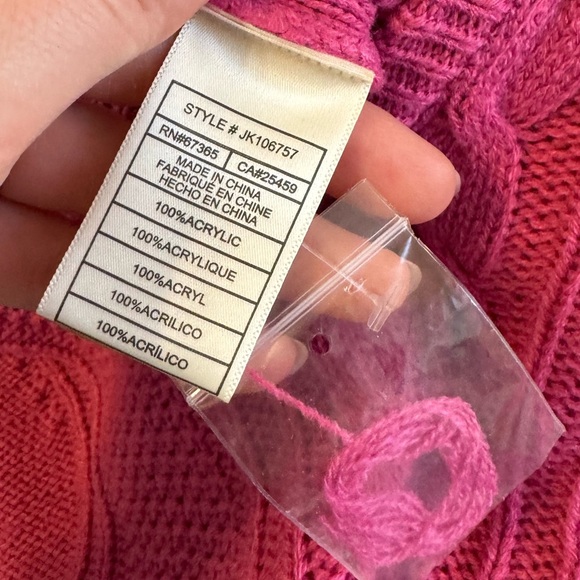 STYLE # JK106757
RN#67365 CA#25459
MADE IN CHINA
FABRIQUÉ EN CHINE
HECHO EN CHINA
100%ACRYLIC
100%ACRYLIQUE
100%ACRYL
100%ACRILICO
100%ACRÍLICO